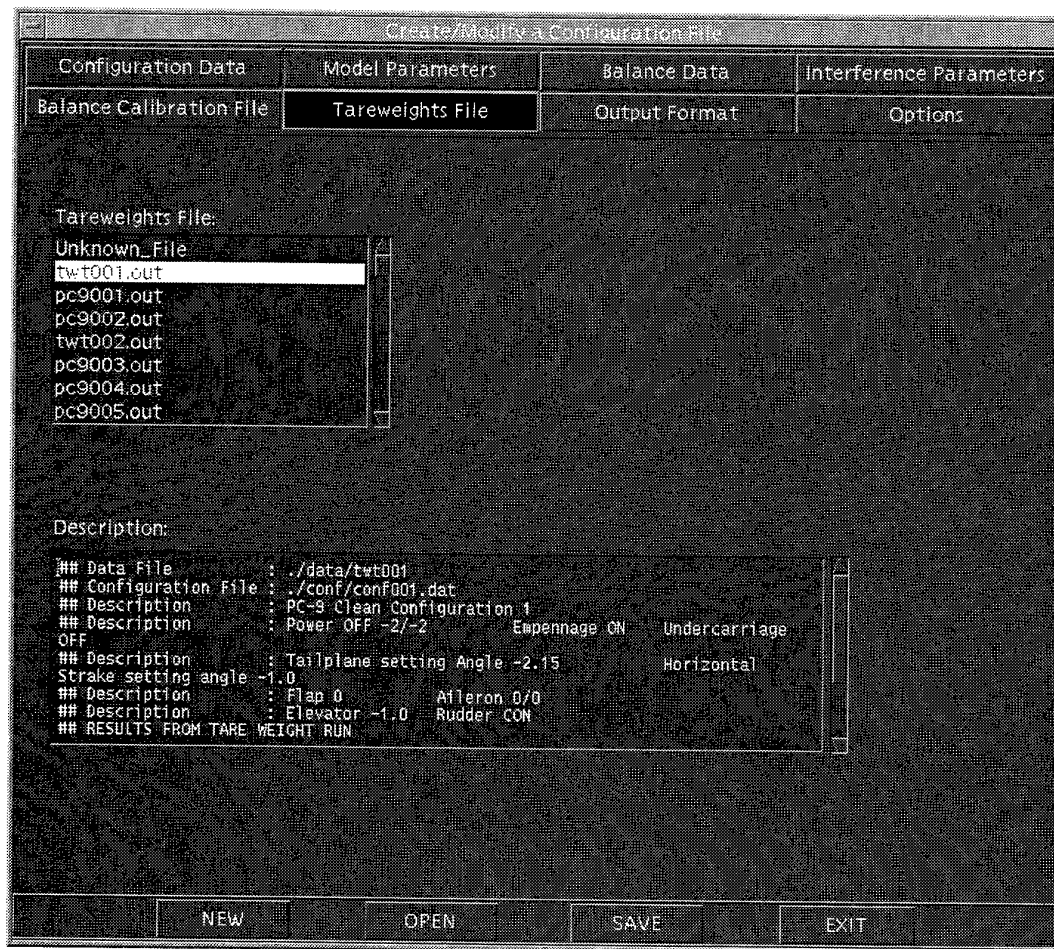 Create/Modify a Configuration File
Configuration Data Model Parameters Balance Data Interference Parameters
Balance Calibration File Tareweights File Output Format Options
Tareweights File:
Unknown_File
twt001.out
pc9001.out
pc9002.out
twt002.out
pc9003.out
pc9004.out
pc9005.out
Description:
## Data File : ./data/twt001
## Configuration File : ./conf/conf001.dat
## Description : PC-9 Clean Configuration 1
## Description : Power OFF -2/-2 Empennage ON Undercarriage
OFF
## Description : Tailplane setting Angle -2.15 Horizontal
Strake setting angle -1.0
## Description : Flap 0 Aileron 0/0
## Description : Elevator -1.0 Rudder CON
## RESULTS FROM TARE WEIGHT RUN
NEW OPEN SAVE EXIT